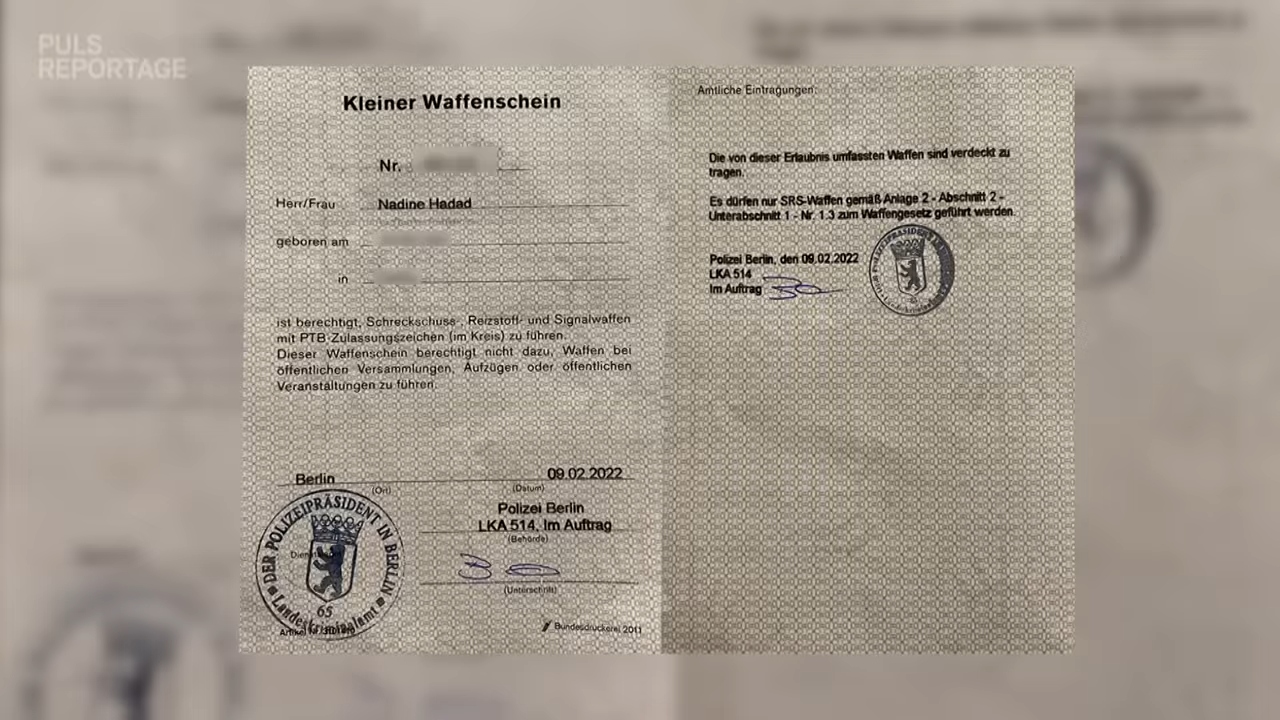 PULS
REPORTAGE
Kleiner Waffenschein
Nr.
Herr/Frau Nadine Hadad
geboren am
in
ist berechtigt, Schreckschuss-, Reizstoff- und Signalwaffen
mit PTB-Zulassungszeichen (im Kreis) zu führen.
Dieser Waffenschein berechtigt nicht dazu, Waffen bei
öffentlichen Versammlungen, Aufzügen oder öffentlichen
Veranstaltungen zu führen.
Berlin 09.02.2022
(Ort) (Datum)
Polizei Berlin
LKA 514, Im Auftrag
(Behörde)
(Unterschrift)
DER POLIZEIPRÄSIDENT IN BERLIN
65
Landeskriminalamt
Bundesdruckerei 2011
Amtliche Eintragungen:
Die von dieser Erlaubnis umfassten Waffen sind verdeckt zu
tragen.
Es dürfen nur SRS-Waffen gemäß Anlage 2 - Abschnitt 2 -
Unterabschnitt 1 - Nr. 1.3 zum Waffengesetz geführt werden.
Polizei Berlin, den 09.02.2022
LKA 514
Im Auftrag